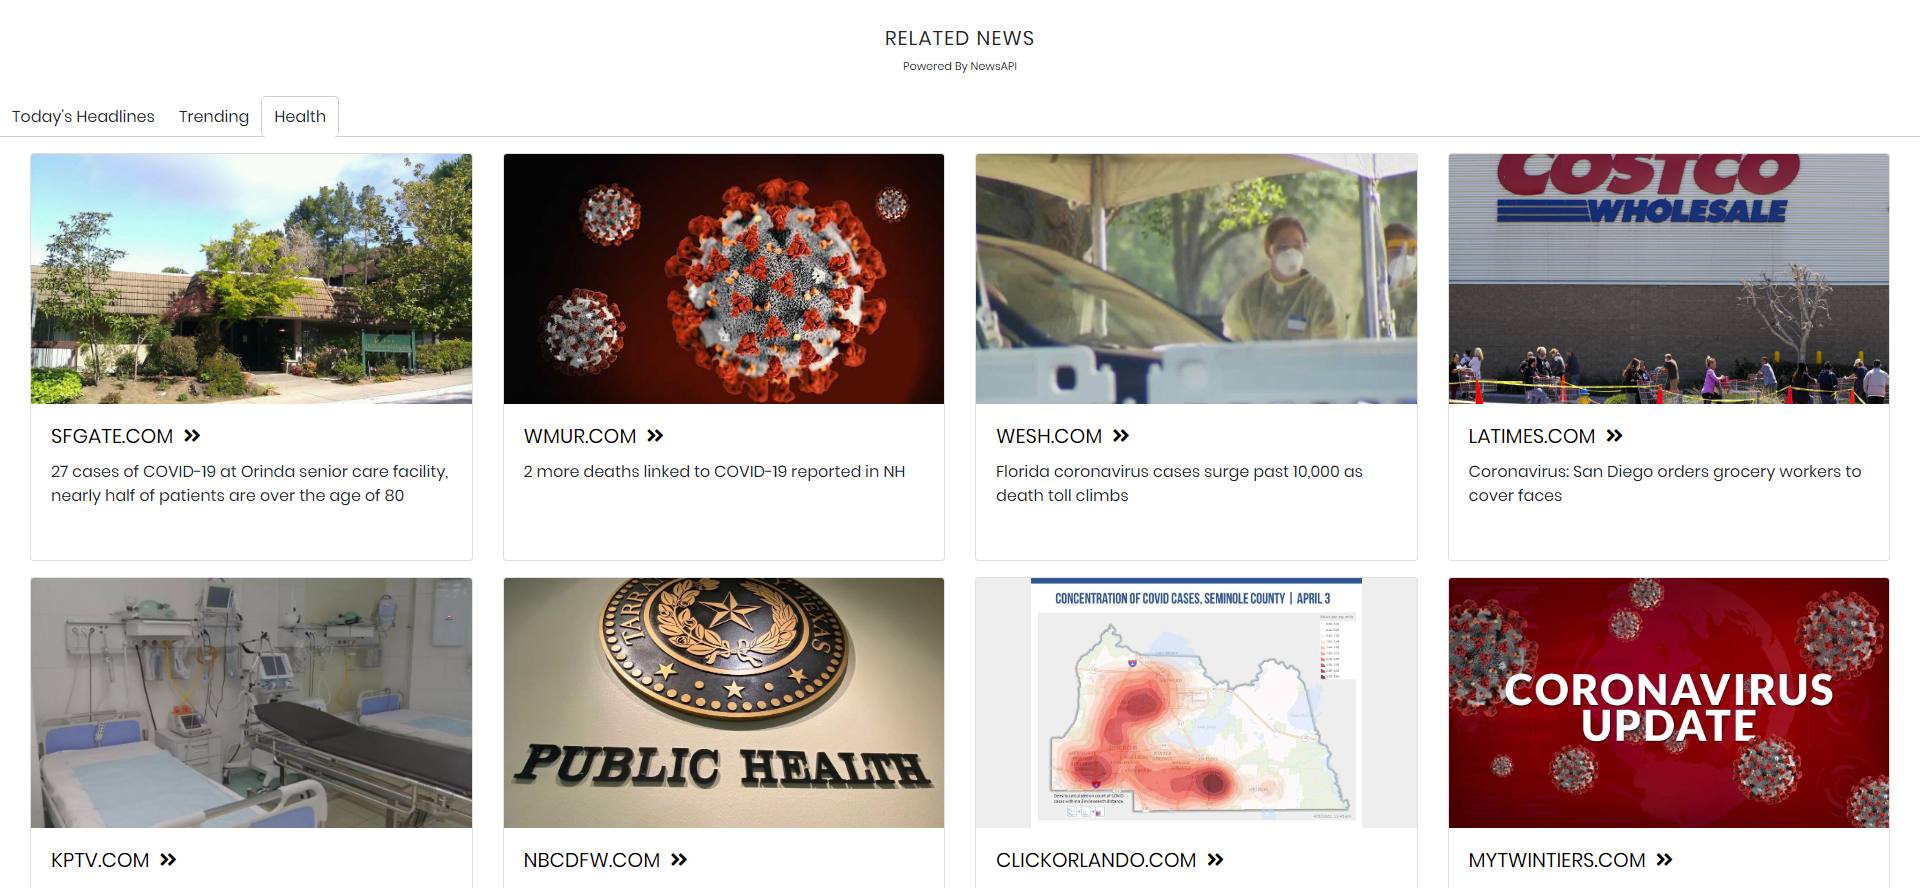 RELATED NEWS
Powered By NewsAPI
Today's Headlines
Trending
Health
COSTCO
WHOLESALE
SFGATE.COM
27 cases of COVID-19 at Orinda senior care facility,
nearly half of patients are over the age of 80
WMUR.COM
2 more deaths linked to COVID-19 reported in NH
WESH.COM
Florida coronavirus cases surge past 10,000 as
death toll climbs
LATIMES.COM
Coronavirus: San Diego orders grocery workers to
cover faces
PUBLIC HEALTH
CONCENTRATION OF COVID CASES, SEMINOLE COUNTY | APRIL 3
CORONAVIRUS
UPDATE
KPTV.COM
NBCDFW.COM
CLICKORLANDO.COM
MYTWINTIERS.COM